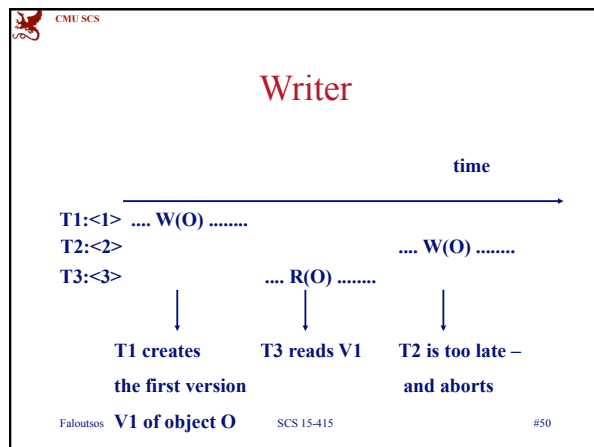 CMU SCS
Writer
time
T1:<1> .... W(O) ........
T2:<2> .... W(O) ........
T3:<3> .... R(O) ........
T1 creates T3 reads V1 T2 is too late –
the first version and aborts
Faloutsos V1 of object O SCS 15-415 #50